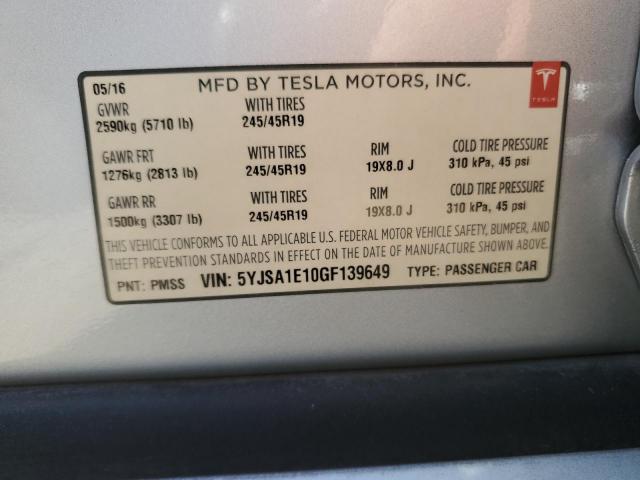 05/16 MFD BY TESLA MOTORS, INC.
TESLA
GVWR WITH TIRES
2590kg (5710 lb) 245/45R19
GAWR FRT WITH TIRES RIM COLD TIRE PRESSURE
1276kg (2813 lb) 245/45R19 19X8.0 J 310 kPa, 45 psi
GAWR RR WITH TIRES RIM COLD TIRE PRESSURE
1500kg (3307 lb) 245/45R19 19X8.0 J 310 kPa, 45 psi
THIS VEHICLE CONFORMS TO ALL APPLICABLE U.S. FEDERAL MOTOR VEHICLE SAFETY, BUMPER, AND
THEFT PREVENTION STANDARDS IN EFFECT ON THE DATE OF MANUFACTURE SHOWN ABOVE.
PNT: PMSS VIN: 5YJSA1E10GF139649 TYPE: PASSENGER CAR